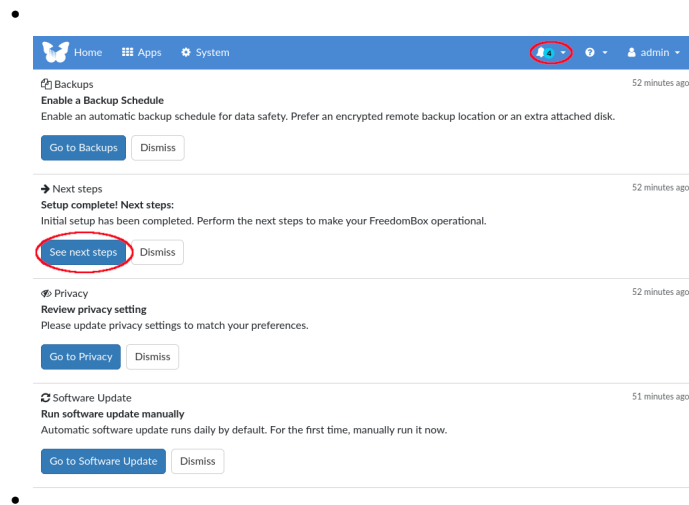 Home Apps System 4 admin
Backups 52 minutes ago
Enable a Backup Schedule
Enable an automatic backup schedule for data safety. Prefer an encrypted remote backup location or an extra attached disk.
Go to Backups Dismiss
Next steps 52 minutes ago
Setup complete! Next steps:
Initial setup has been completed. Perform the next steps to make your FreedomBox operational.
See next steps Dismiss
Privacy 52 minutes ago
Review privacy setting
Please update privacy settings to match your preferences.
Go to Privacy Dismiss
Software Update 51 minutes ago
Run software update manually
Automatic software update runs daily by default. For the first time, manually run it now.
Go to Software Update Dismiss